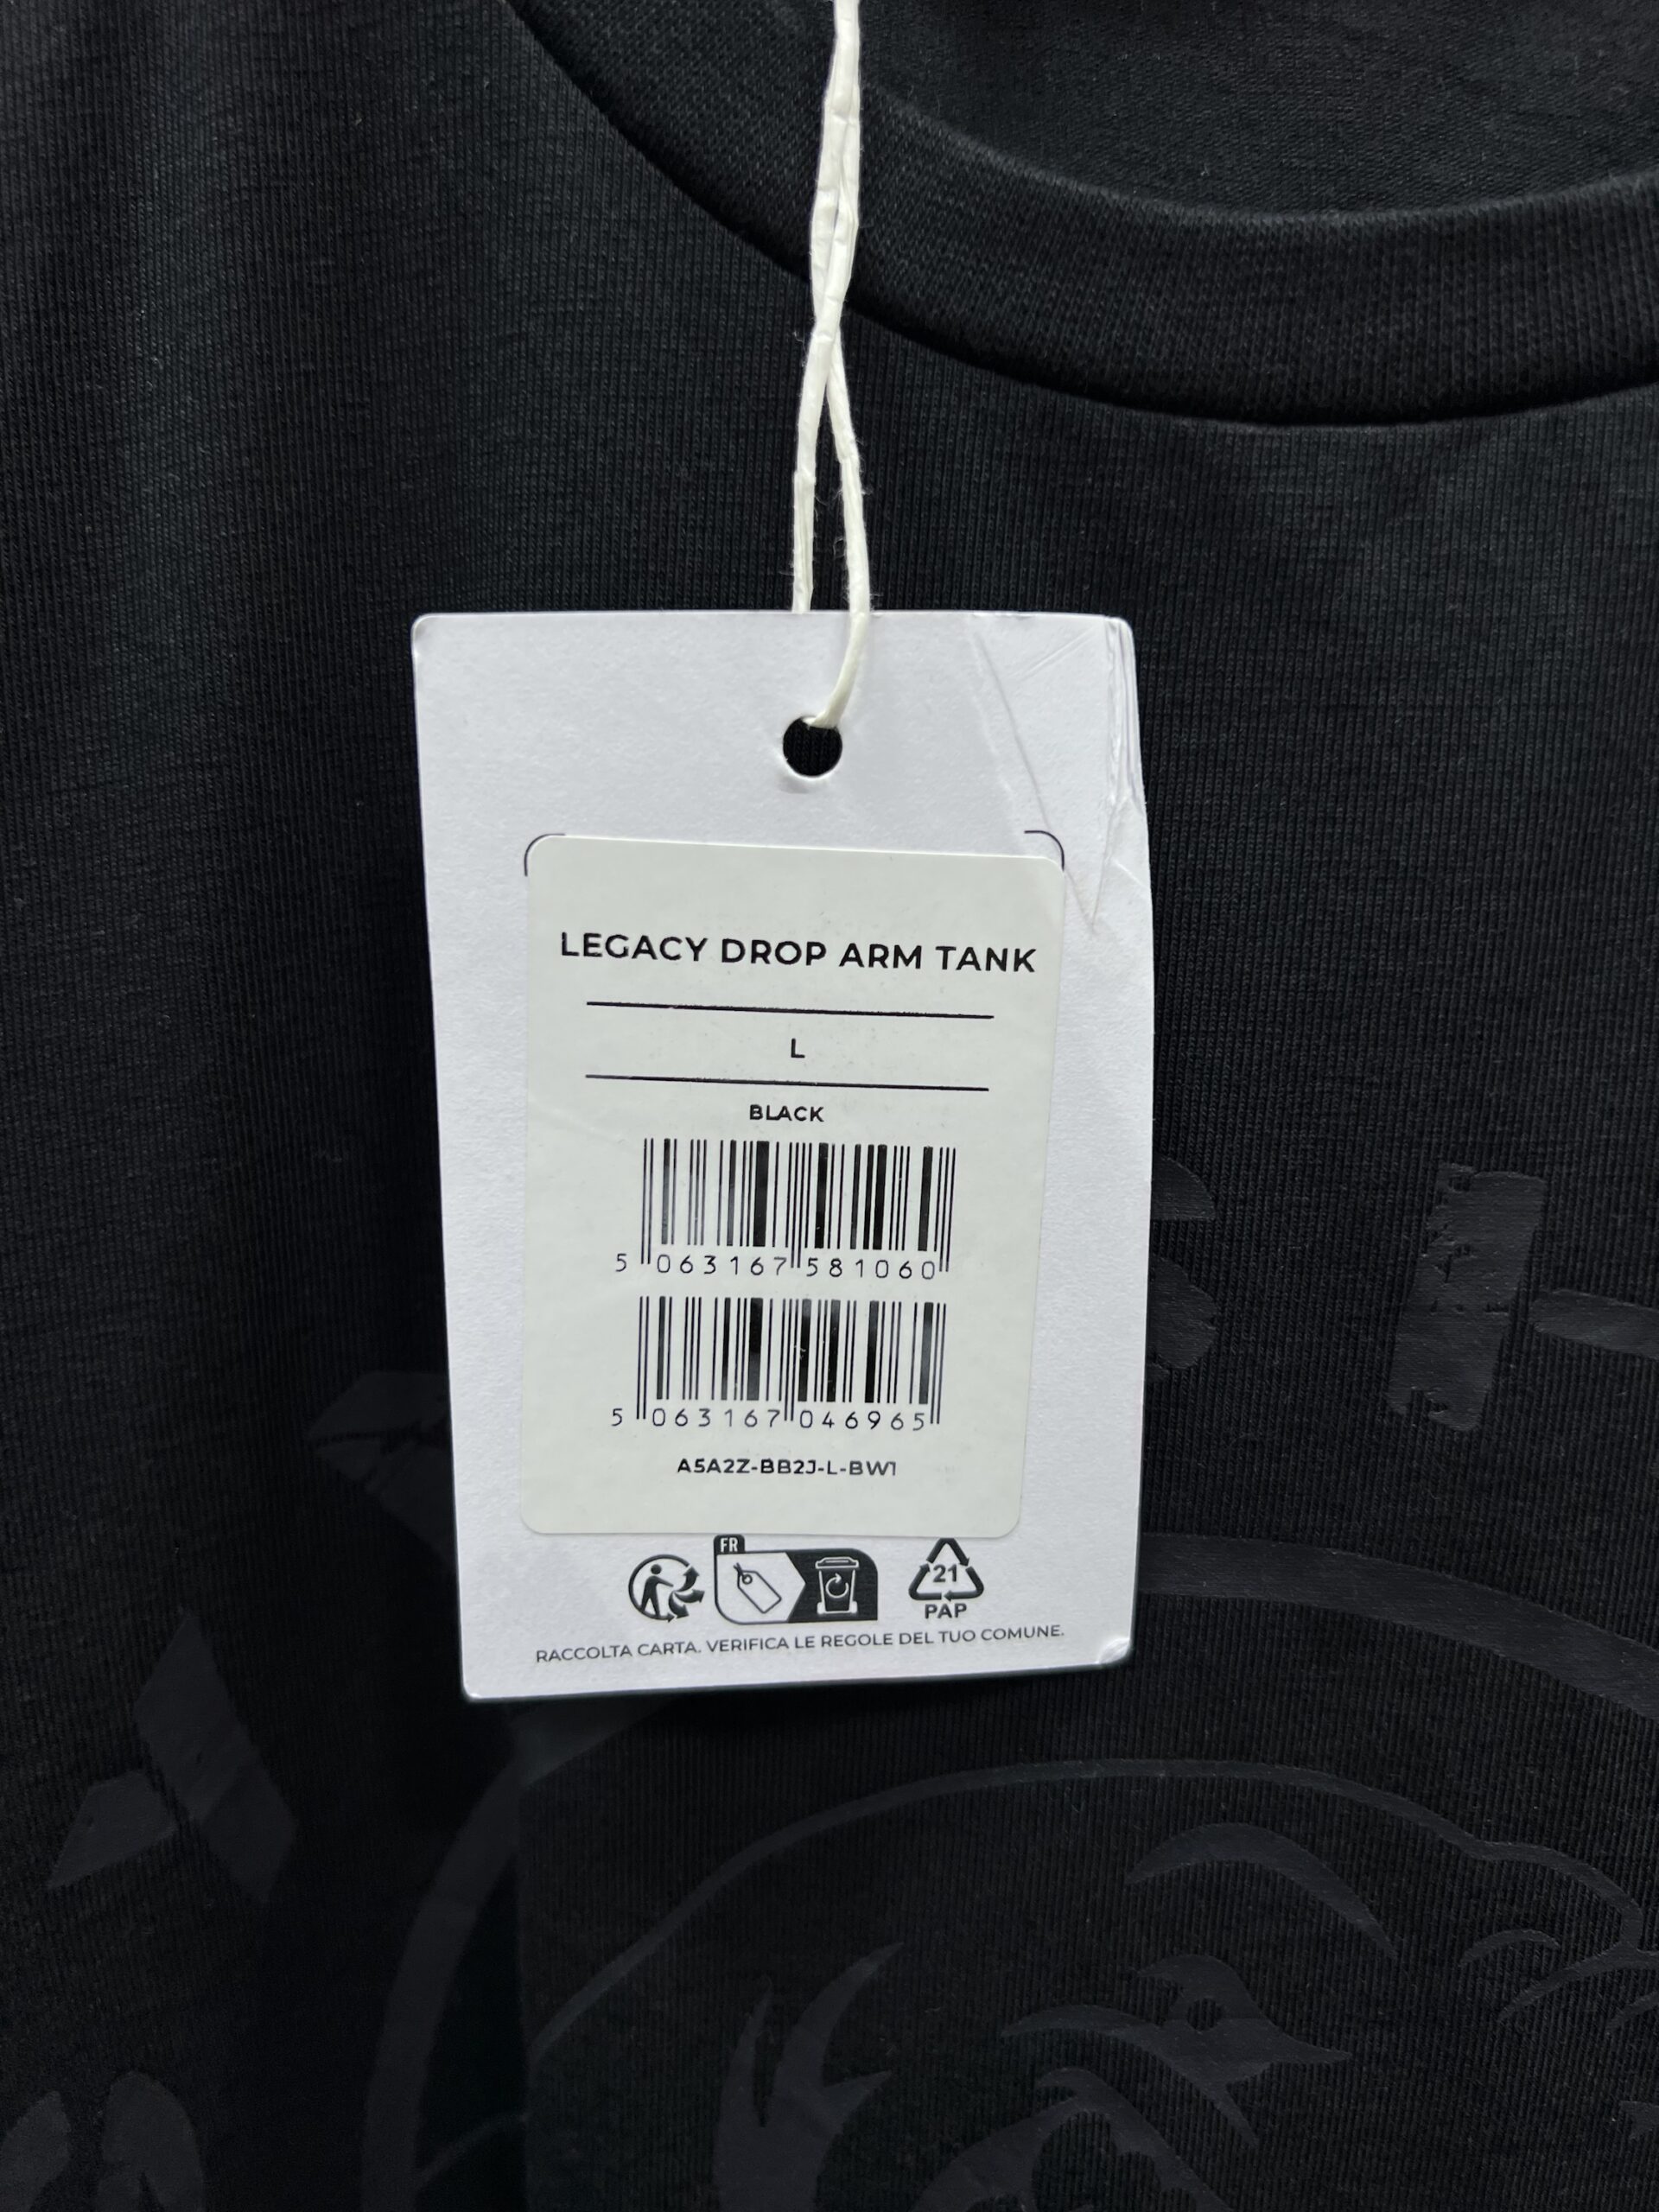 LEGACY DROP ARM TANK
L
BLACK
5 063167 581060
5 063167 046965
A5A2Z-BB2J-L-BW1
FR
21
PAP
RACCOLTA CARTA. VERIFICA LE REGOLE DEL TUO COMUNE.